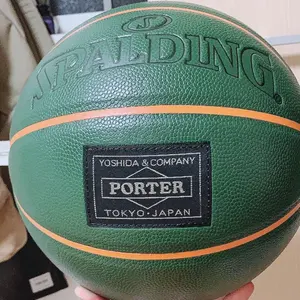 SPALDING
YOSHIDA & COMPANY
PORTER
TOKYO・JAPAN